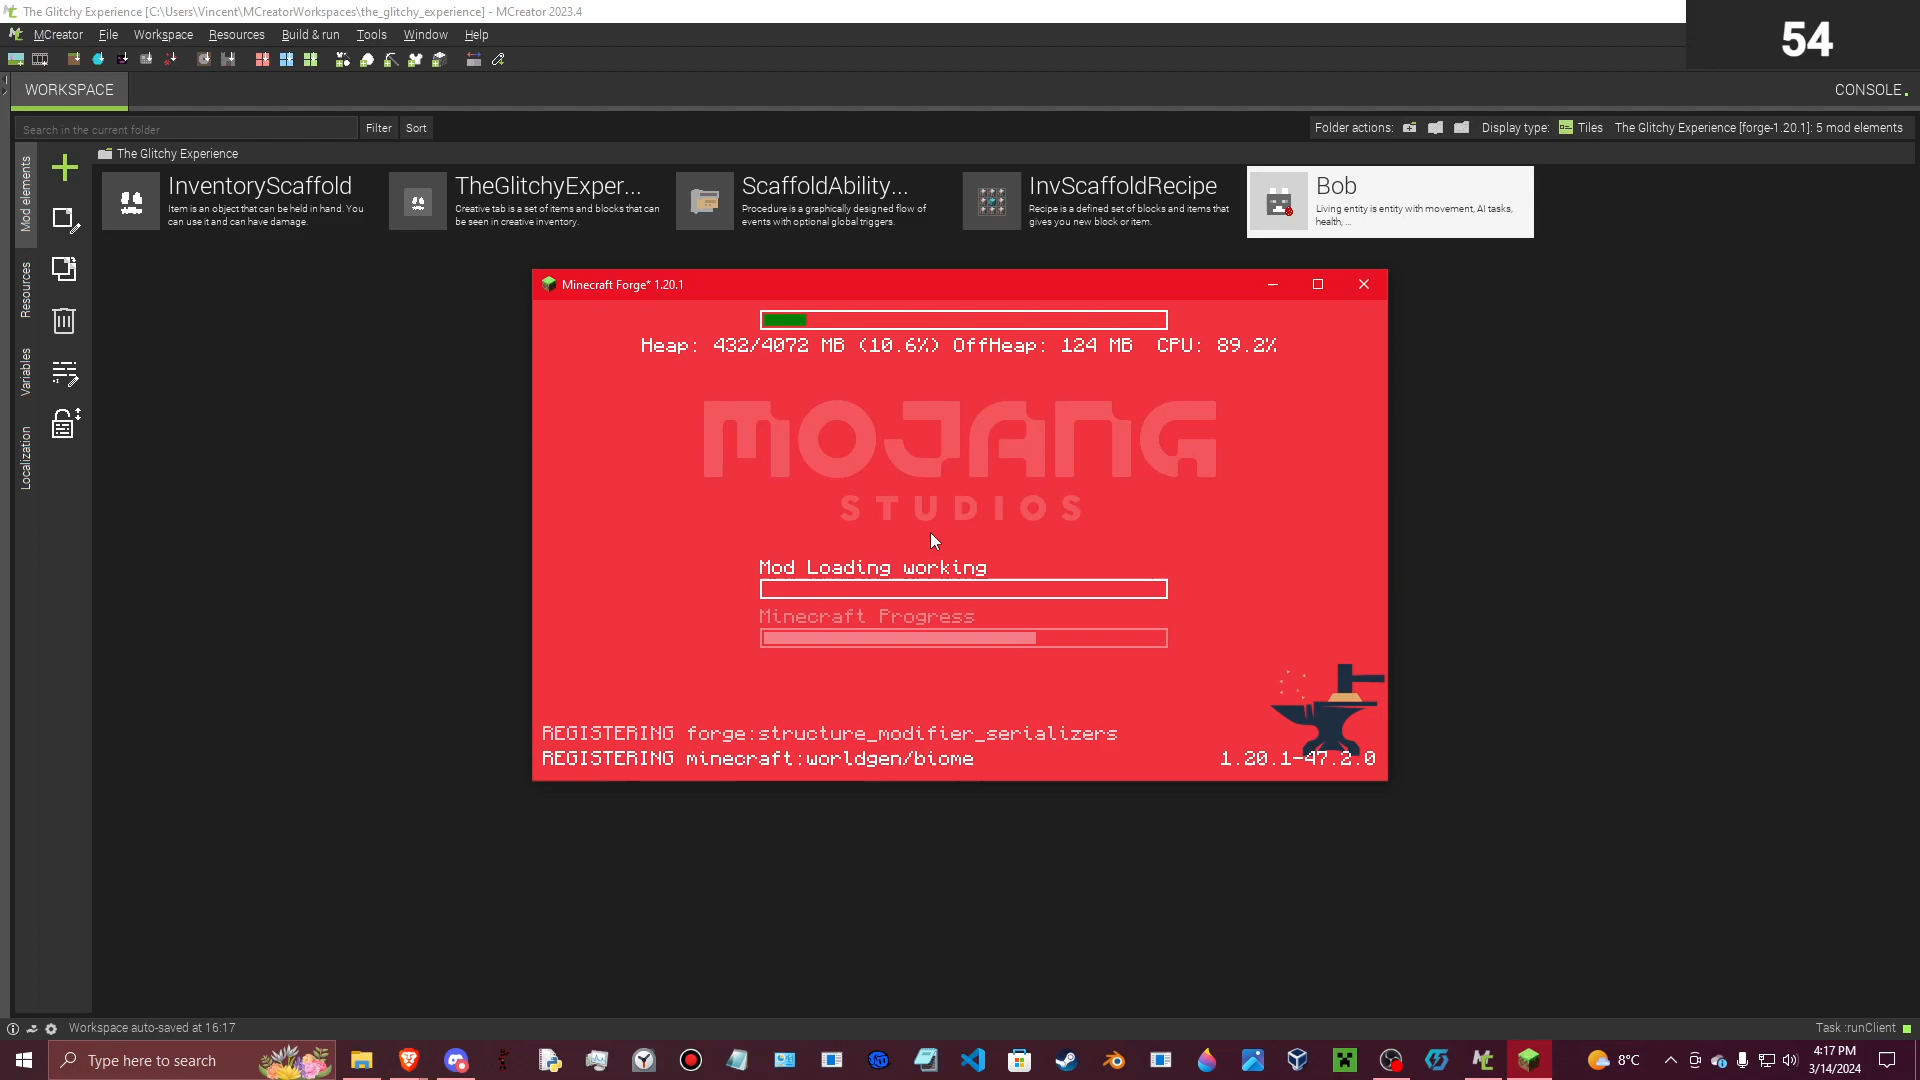 The Glitchy Experience [C:\Users\Vincent\MCreatorWorkspaces\the_glitchy_experience] - MCreator 2023.4
54
MCreator File Workspace Resources Build & run Tools Window Help
WORKSPACE
CONSOLE
Search in the current folder
Filter
Sort
Folder actions:
Display type:
Tiles
The Glitchy Experience [forge-1.20.1]: 5 mod elements
Mod elements
Resources
Variables
Localization
The Glitchy Experience
InventoryScaffold
Item is an object that can be held in hand. You
can use it and can have damage.
TheGlitchyExper...
Creative tab is a set of items and blocks that can
be seen in creative inventory.
ScaffoldAbility...
Procedure is a graphically designed flow of
events with optional global triggers.
InvScaffoldRecipe
Recipe is a defined set of blocks and items that
gives you new block or item.
Bob
Living entity is entity with movement, AI tasks,
health, ...
Minecraft Forge* 1.20.1
Heap: 432/4072 MB (10.6%) OffHeap: 124 MB CPU: 89.2%
MOJANG
STUDIOS
Mod Loading working
Minecraft Progress
REGISTERING forge:structure_modifier_serializers
REGISTERING minecraft:worldgen/biome
1.20.1-47.2.0
Workspace auto-saved at 16:17
Task :runClient
Type here to search
8°C
4:17 PM
3/14/2024